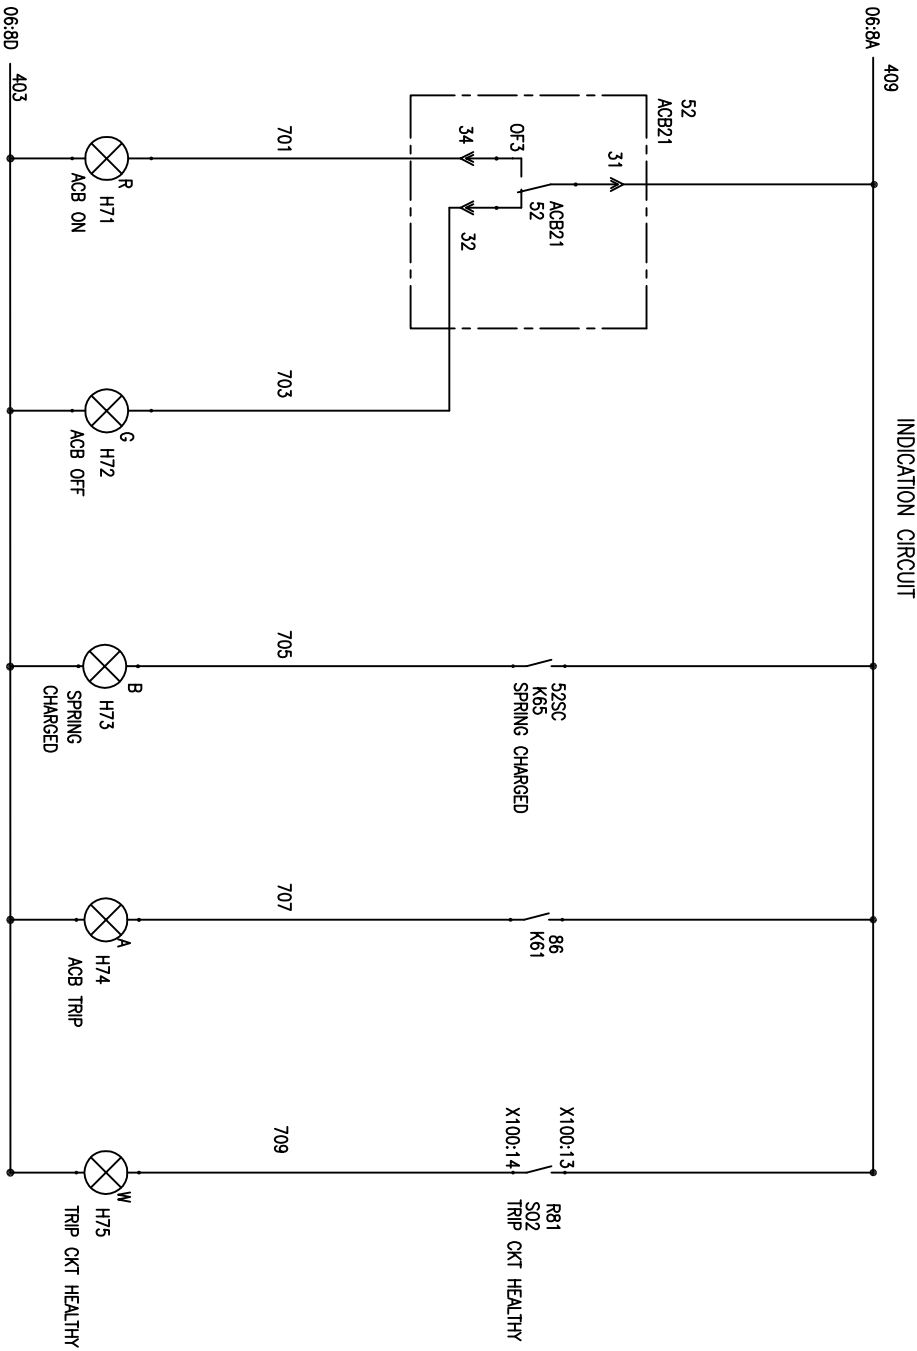 INDICATION CIRCUIT
06:8A
409
52
ACB21
31
ACB21
52
OF3
34
32
52SC
K65
SPRING CHARGED
86
K61
X100:13
X100:14
R81
SO2
TRIP CKT HEALTHY
701
703
705
707
709
R
H71
ACB ON
G
H72
ACB OFF
B
H73
SPRING
CHARGED
A
H74
ACB TRIP
W
H75
TRIP CKT HEALTHY
403
06:8D